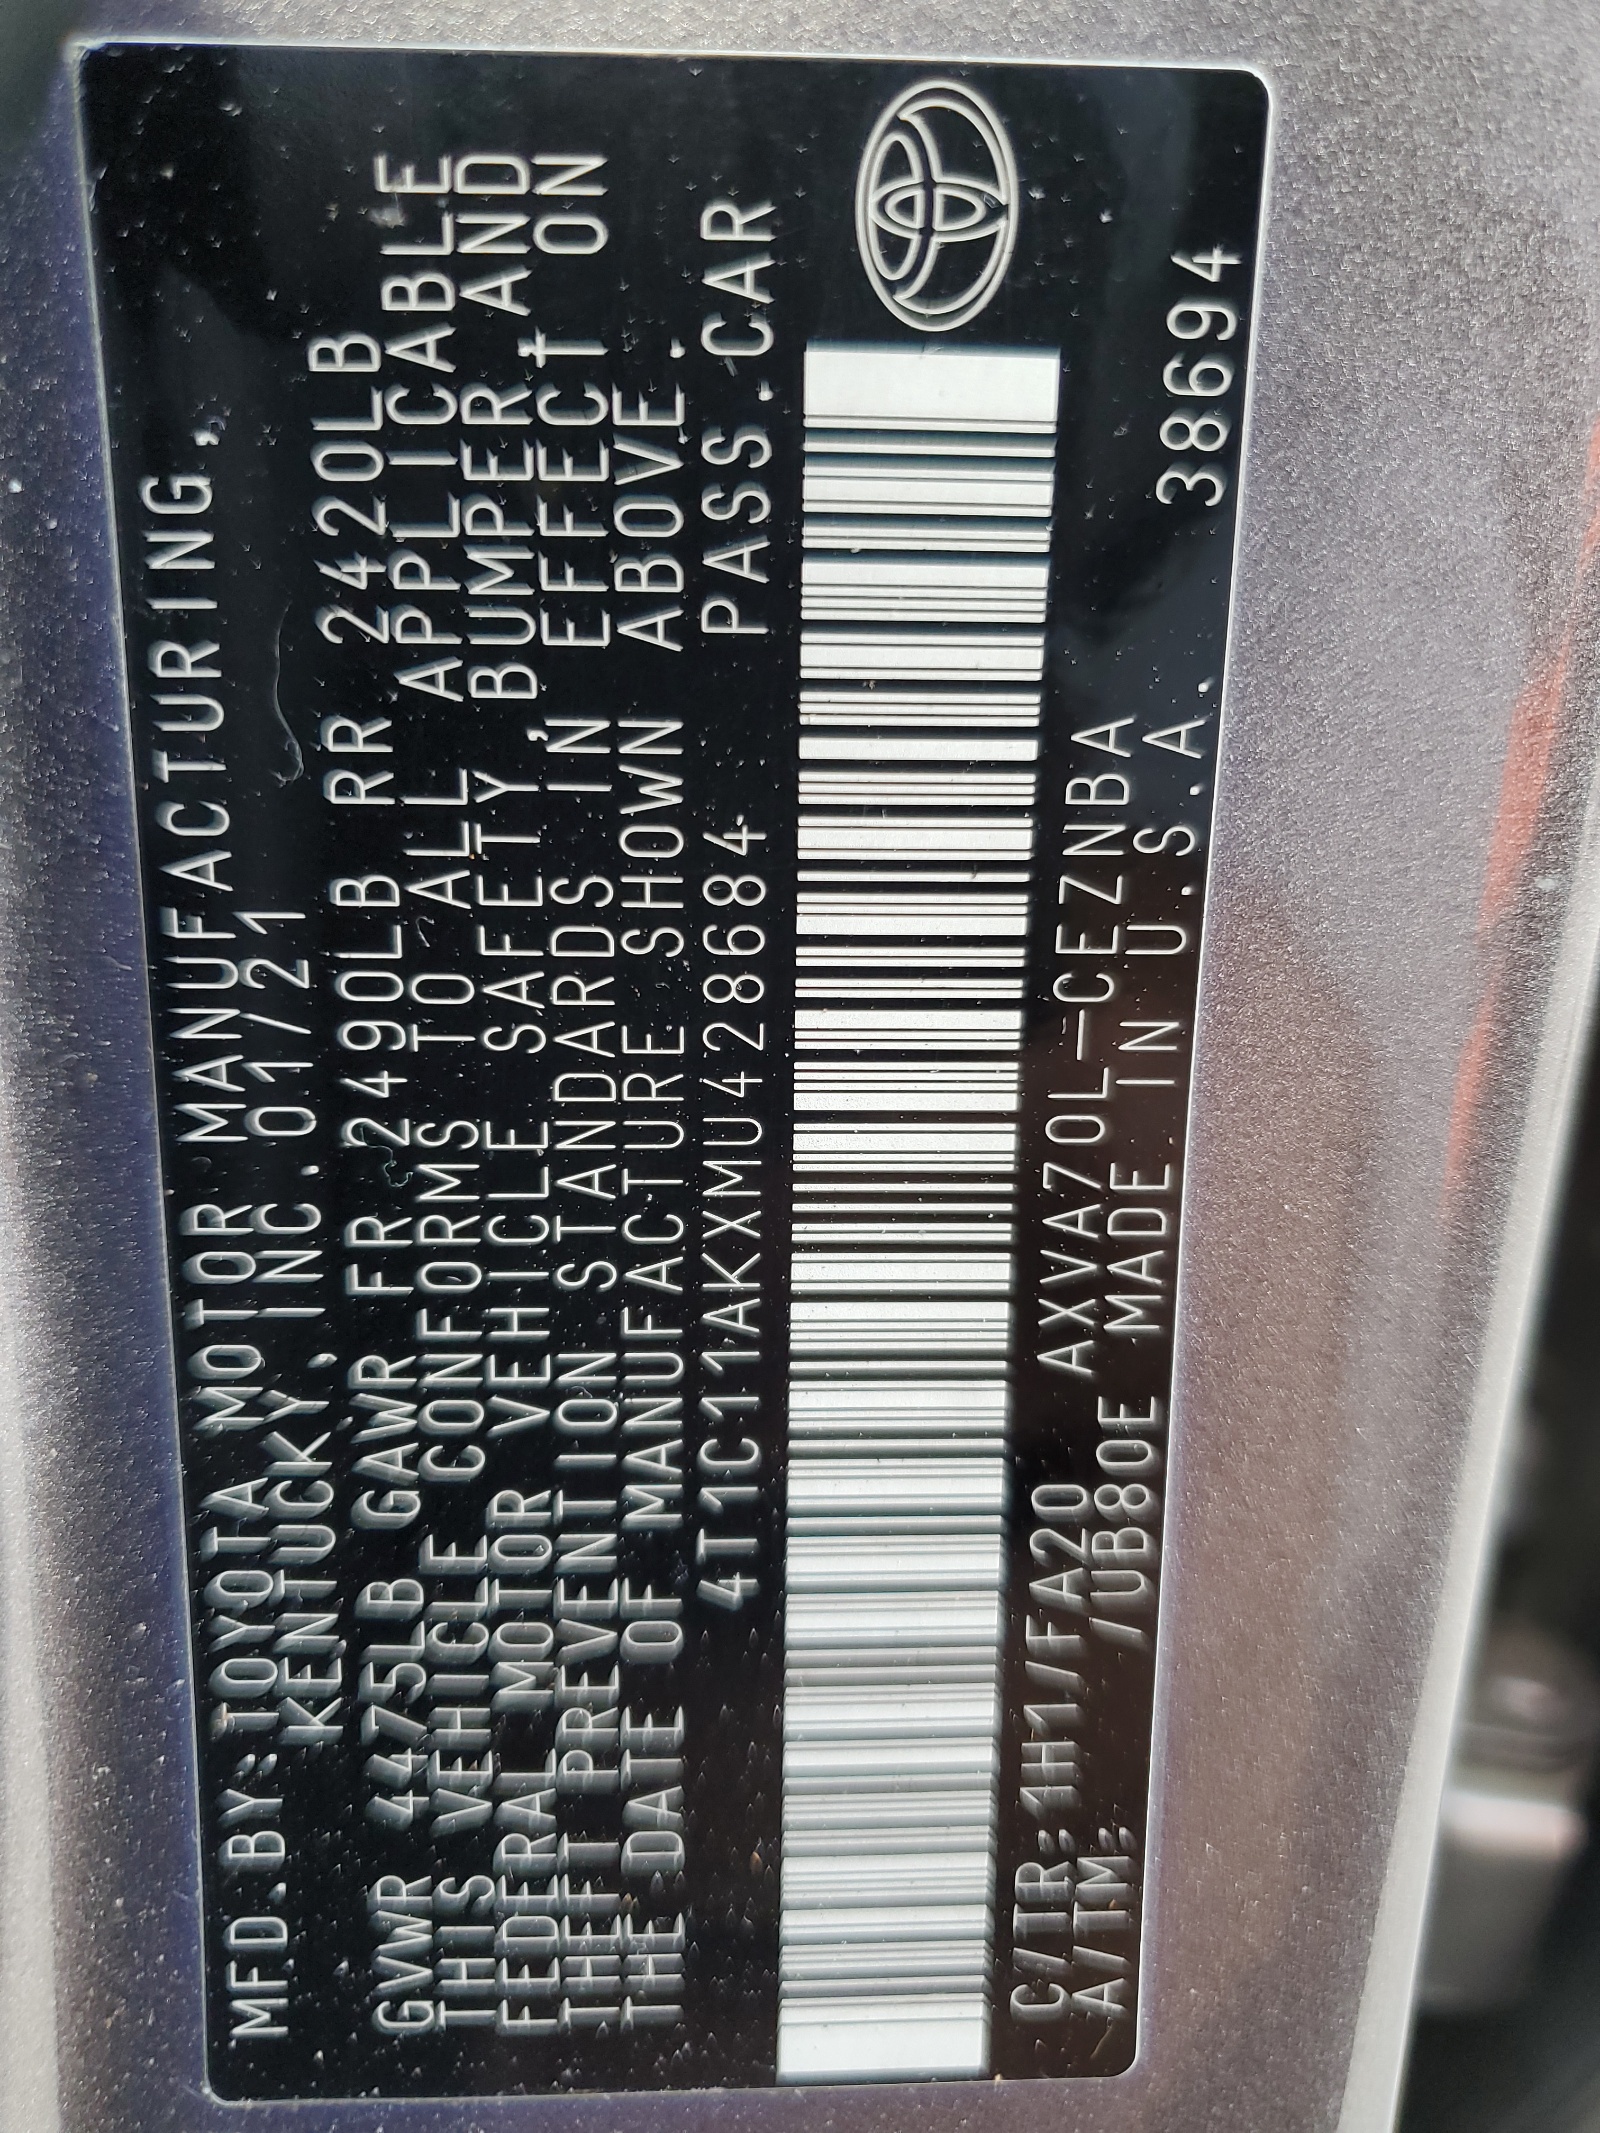 MFD.BY:TOYOTA MOTOR MANUFACTURING,
KENTUCKY, INC. 01/21
GVWR 4475LB GAWR FR 2490LB RR 2420LB
THIS VEHICLE CONFORMS TO ALL APPLICABLE
FEDERAL MOTOR VEHICLE SAFETY, BUMPER AND
THEFT PREVENTION STANDARDS IN EFFECT ON
THE DATE OF MANUFACTURE SHOWN ABOVE.
4T1C11AKXMU428684 PASS.CAR
C/TR:1H1/FA20 AXVA70L-CEZNBA
A/TM: /UB80E MADE IN U.S.A. 38694